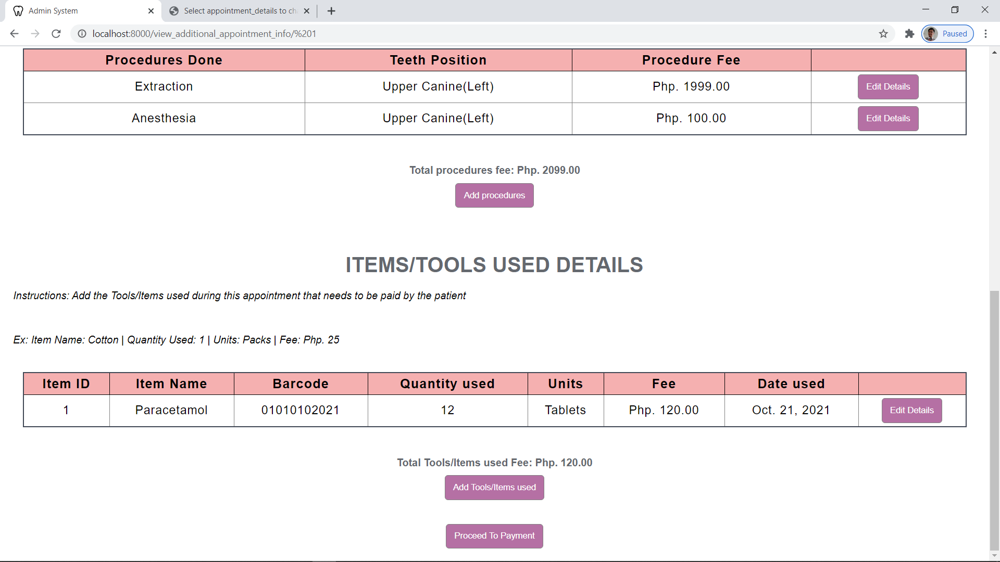 Admin System
Select appointment_details to ch
localhost:8000/view_additional_appointment_info/%201
Paused
Procedures Done Teeth Position Procedure Fee
Extraction Upper Canine(Left) Php. 1999.00 Edit Details
Anesthesia Upper Canine(Left) Php. 100.00 Edit Details
Total procedures fee: Php. 2099.00
Add procedures
ITEMS/TOOLS USED DETAILS
Instructions: Add the Tools/Items used during this appointment that needs to be paid by the patient
Ex: Item Name: Cotton | Quantity Used: 1 | Units: Packs | Fee: Php. 25
Item ID Item Name Barcode Quantity used Units Fee Date used
1 Paracetamol 01010102021 12 Tablets Php. 120.00 Oct. 21, 2021 Edit Details
Total Tools/Items used Fee: Php. 120.00
Add Tools/Items used
Proceed To Payment